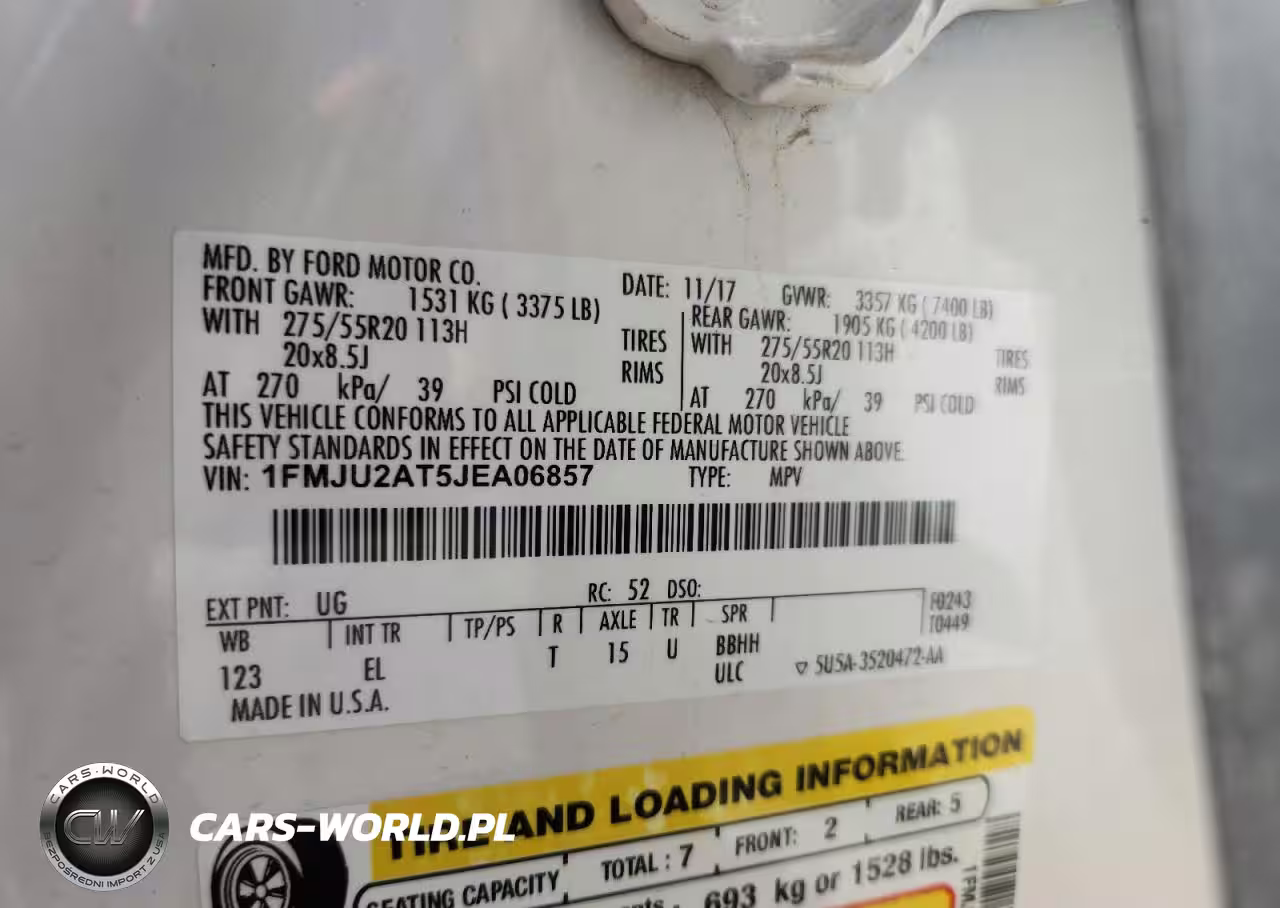 MFD. BY FORD MOTOR CO.
DATE: 11/17 GVWR: 3357 KG ( 7400 LB)
FRONT GAWR: 1531 KG ( 3375 LB)
REAR GAWR: 1905 KG ( 4200 LB)
WITH 275/55R20 113H TIRES
WITH 275/55R20 113H TIRES
20x8.5J RIMS
20x8.5J RIMS
AT 270 kPa/ 39 PSI COLD
AT 270 kPa/ 39 PSI COLD
THIS VEHICLE CONFORMS TO ALL APPLICABLE FEDERAL MOTOR VEHICLE
SAFETY STANDARDS IN EFFECT ON THE DATE OF MANUFACTURE SHOWN ABOVE.
VIN: 1FMJU2AT5JEA06857 TYPE: MPV
EXT PNT: UG RC: 52 DSO:
WB INT TR TP/PS R AXLE TR SPR
F0243
T0449
123 EL T 15 U BBHH
ULC
5U5A-3520472-AA
MADE IN U.S.A.
TIRE AND LOADING INFORMATION
SEATING CAPACITY TOTAL : 7 FRONT: 2 REAR: 5
693 kg or 1528 lbs.
CARS-WORLD
CW
BEZPOŚREDNI IMPORT Z USA
CARS-WORLD.PL